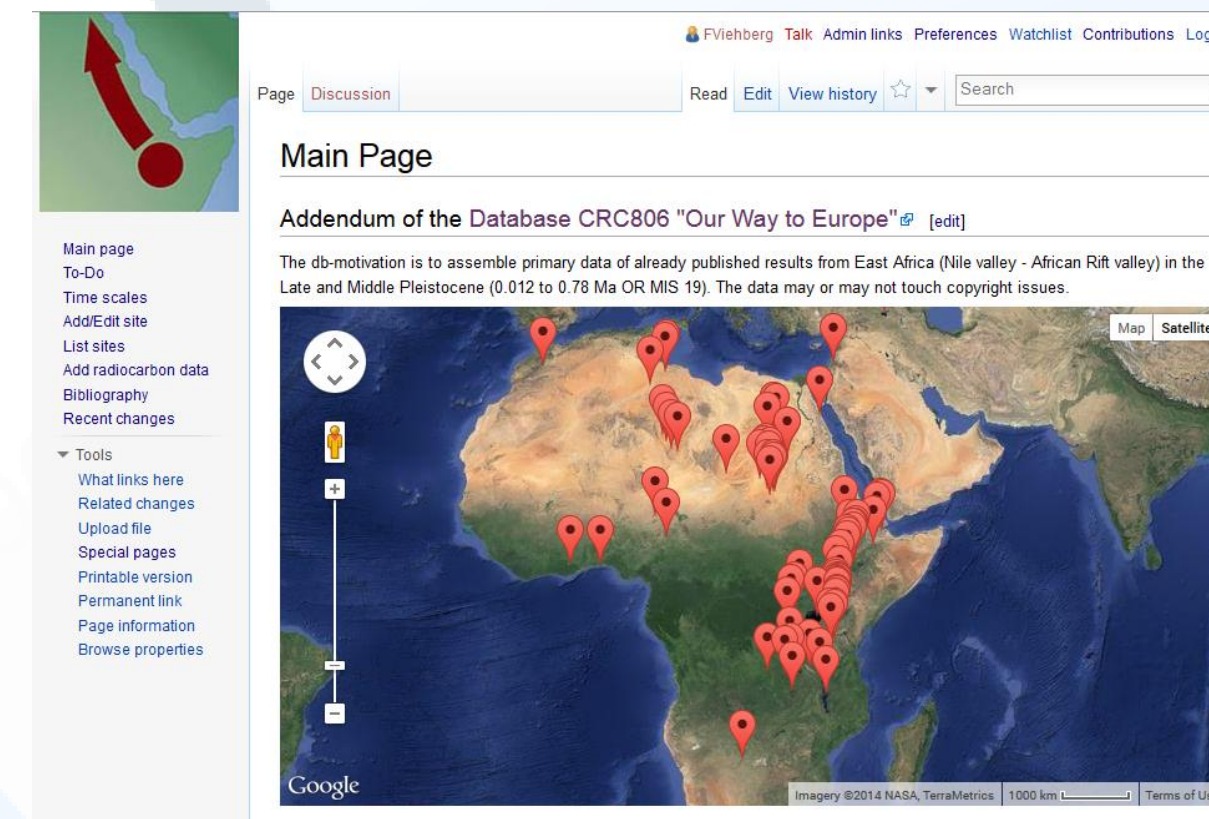 FViehberg Talk Admin links Preferences Watchlist Contributions Log
Page Discussion Read Edit View history Search
Main Page
Addendum of the Database CRC806 "Our Way to Europe" [edit]
The db-motivation is to assemble primary data of already published results from East Africa (Nile valley - African Rift valley) in the
Late and Middle Pleistocene (0.012 to 0.78 Ma OR MIS 19). The data may or may not touch copyright issues.
Main page
To-Do
Time scales
Add/Edit site
List sites
Add radiocarbon data
Bibliography
Recent changes
Tools
What links here
Related changes
Upload file
Special pages
Printable version
Permanent link
Page information
Browse properties
Map Satellite
Google
Imagery ©2014 NASA, TerraMetrics 1000 km Terms of U